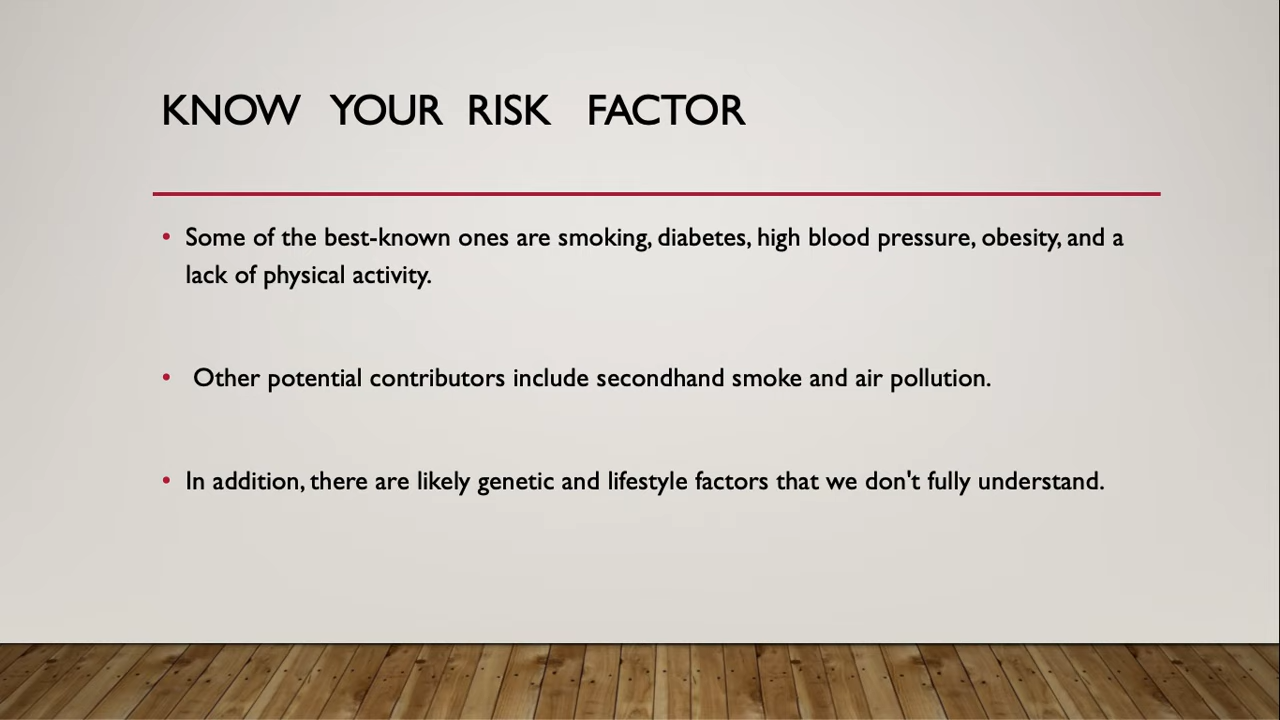 KNOW YOUR RISK FACTOR
• Some of the best-known ones are smoking, diabetes, high blood pressure, obesity, and a
lack of physical activity.
• Other potential contributors include secondhand smoke and air pollution.
• In addition, there are likely genetic and lifestyle factors that we don't fully understand.